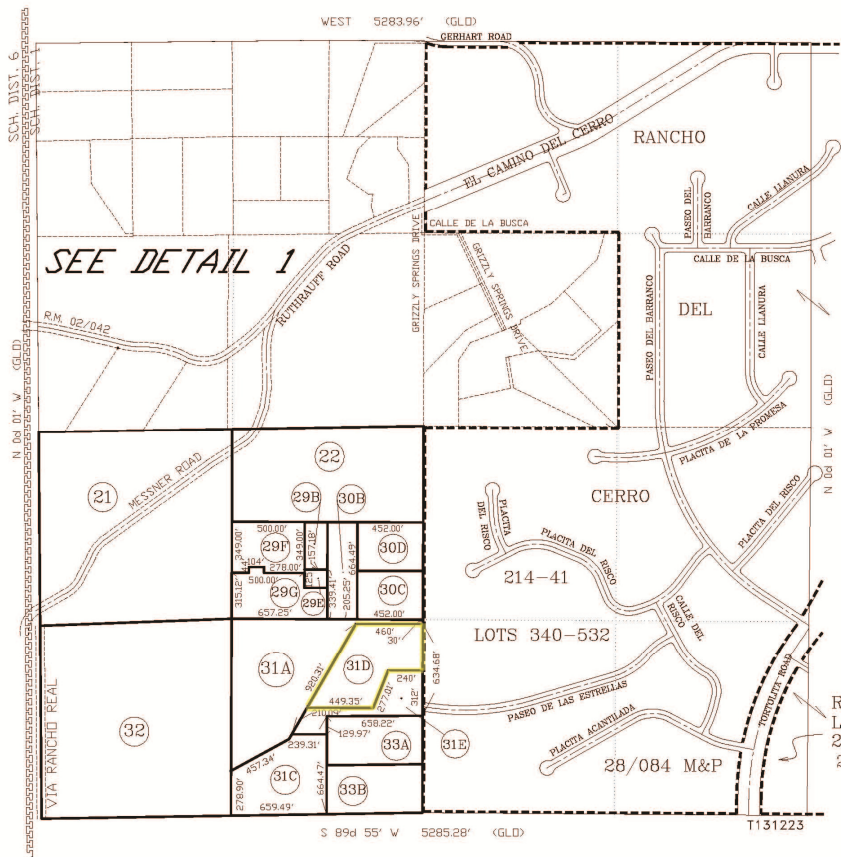 WEST 5283.96' (GLO)
GERHART ROAD
SCH. DIST. 6
SCH. DIST. 1
EL CAMINO DEL CERRO
RANCHO
PASEO DEL
BARRANCO
CALLE LLANURA
CALLE DE LA BUSCA
CALLE DE LA BUSCA
SEE DETAIL 1
RUTHRAUFF ROAD
GRIZZLY SPRINGS DRIVE
GRIZZLY SPRINGS DRIVE
R.M. 02/042
DEL
PASEO DEL BARRANCO
CALLE LLANURA
N 0d 01' W (GLO)
N 0d 01' W (GLO)
PLACITA DE LA PROMESA
MESSNER ROAD
22
21
29B
30B
CERRO
PLACITA
DEL RISCO
PLACITA DEL RISCO
PLACITA DEL RISCO
500.00'
349.00'
29F
349.00'
157.18'
664.49'
452.00'
30D
104'
278.00'
500.00'
315.12'
29G
29E
339.41'
205.25'
30C
657.25'
452.00'
214-41
CALLE DEL
RISCO
LOTS 340-532
460'
30'
31A
31D
920.31'
240'
634.68'
277.01'
312'
449.35'
210.09'
658.22'
129.97'
31E
33A
239.31'
457.34'
31C
278.90'
664.47'
33B
659.49'
32
VIA RANCHO REAL
PASEO DE LAS ESTRELLAS
PLACITA ACANTILADA
TORTOLITA ROAD
28/084 M&P
R
L
2
T131223
S 89d 55' W 5285.28' (GLO)